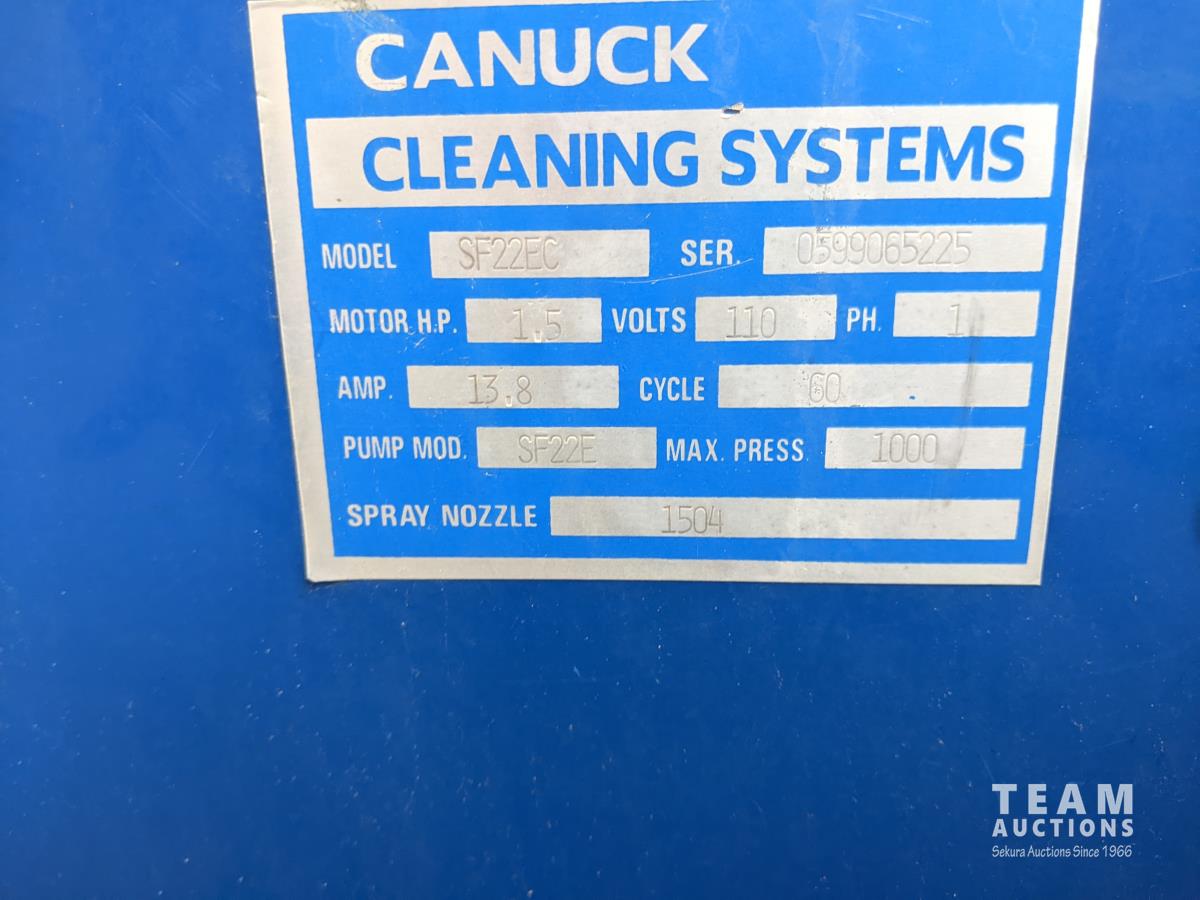 CANUCK
CLEANING SYSTEMS
MODEL SF22EC SER. 0599065225
MOTOR H.P. 1.5 VOLTS 110 PH. 1
AMP. 13.8 CYCLE 60
PUMP MOD. SF22E MAX. PRESS 1000
SPRAY NOZZLE 1504
TEAM
AUCTIONS
Sekura Auctions Since 1966